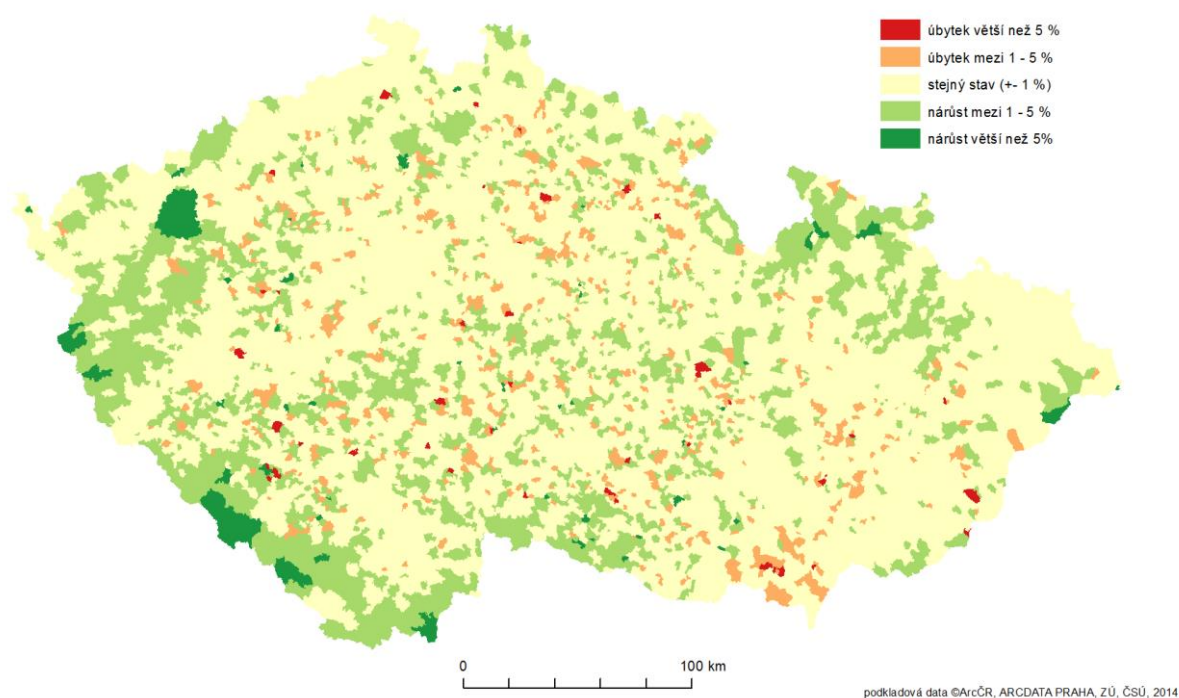 úbytek větší než 5 %
úbytek mezi 1 - 5 %
stejný stav (+- 1 %)
nárůst mezi 1 - 5 %
nárůst větší než 5%
0 100 km
podkladová data ©ArcČR, ARCDATA PRAHA, ZÚ, ČSÚ, 2014